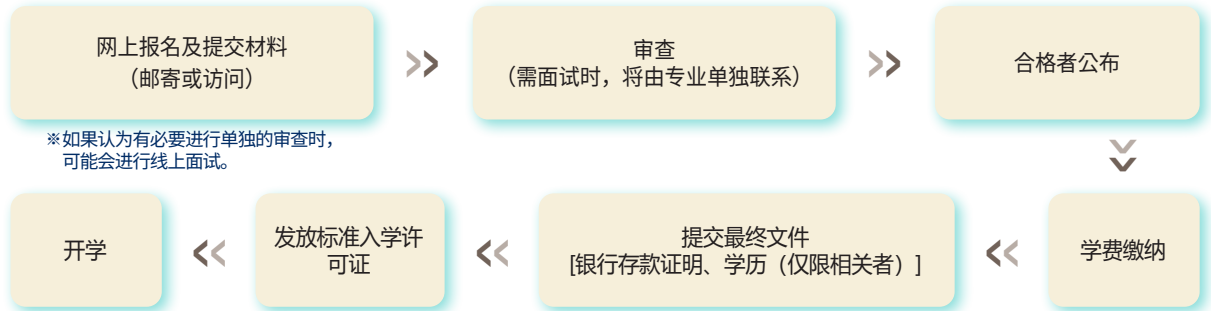 网上报名及提交材料
（邮寄或访问）
审查
（需面试时，将由专业单独联系）
合格者公布
※如果认为有必要进行单独的审查时，
可能会进行线上面试。
学费缴纳
提交最终文件
[银行存款证明、学历（仅限相关者）]
发放标准入学许
可证
开学